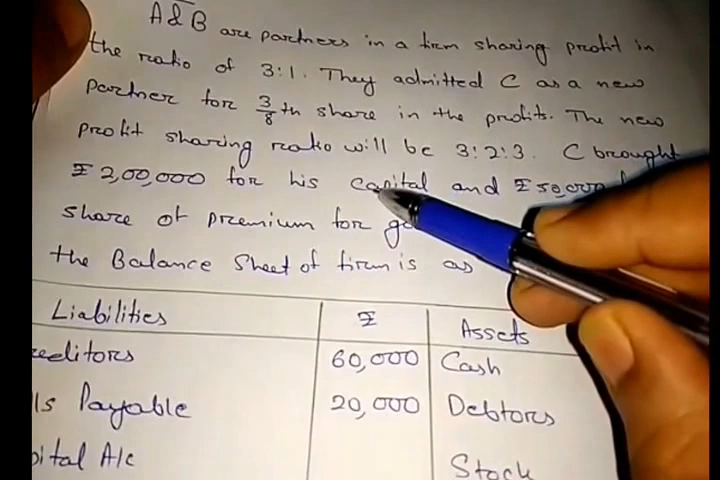 A & B are partners in a firm sharing profit in
the ratio of 3:1. They admitted C as a new
Partner for 3/8 th share in the profits. The new
profit sharing ratio will be 3:2:3. C brought
₹ 2,00,000 for his capital and ₹ 50,000
share of premium for
the Balance Sheet of firm is as
Liabilities ₹ Assets
reditors 60,000 Cash
ls Payable 20,000 Debtors
pital A/c Stock